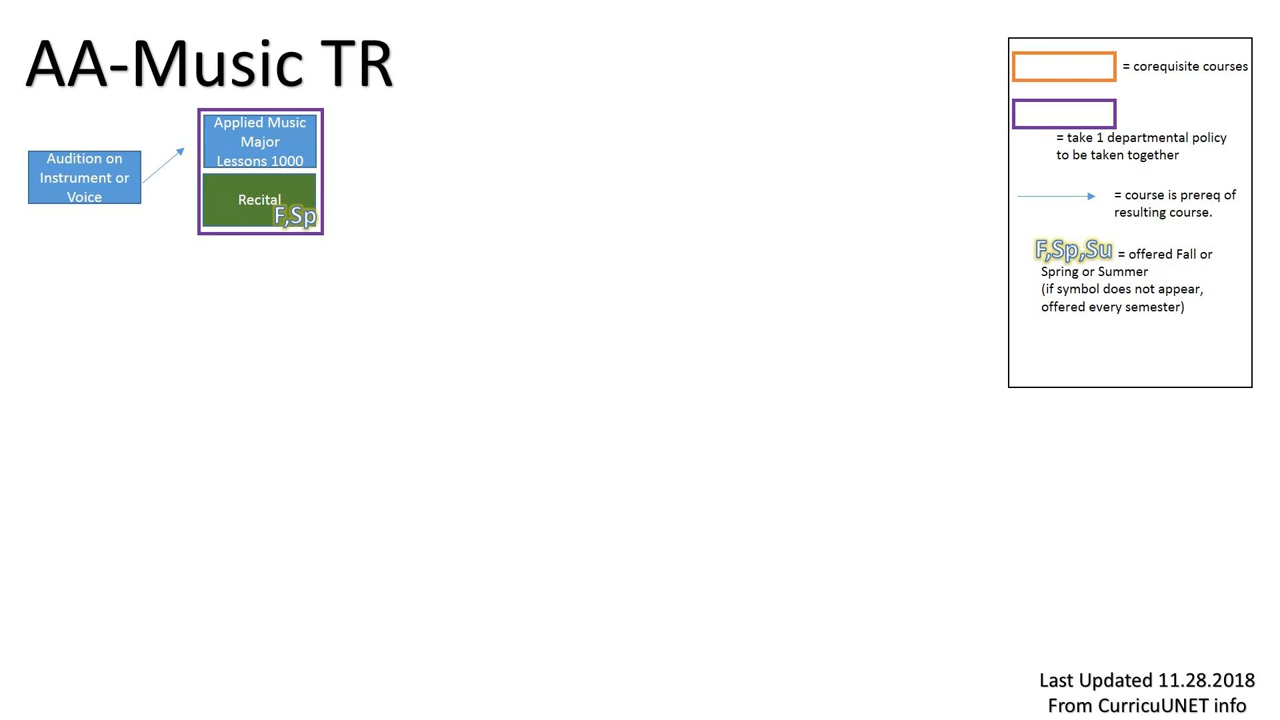 AA-Music TR
Audition on
Instrument or
Voice
Applied Music
Major
Lessons 1000
Recital
F,Sp
= corequisite courses
= take 1 departmental policy
to be taken together
= course is prereq of
resulting course.
F,Sp,Su = offered Fall or
Spring or Summer
(if symbol does not appear,
offered every semester)
Last Updated 11.28.2018
From CurricuUNET info